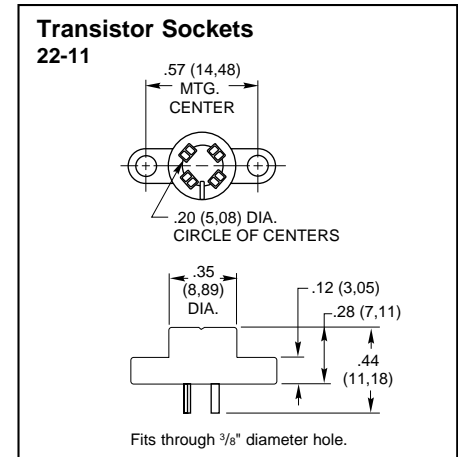 Transistor Sockets
22-11
.57 (14,48)
MTG.
CENTER
.20 (5,08) DIA.
CIRCLE OF CENTERS
.35
(8,89)
DIA.
.12 (3,05)
.28 (7,11)
.44
(11,18)
Fits through 3/8" diameter hole.